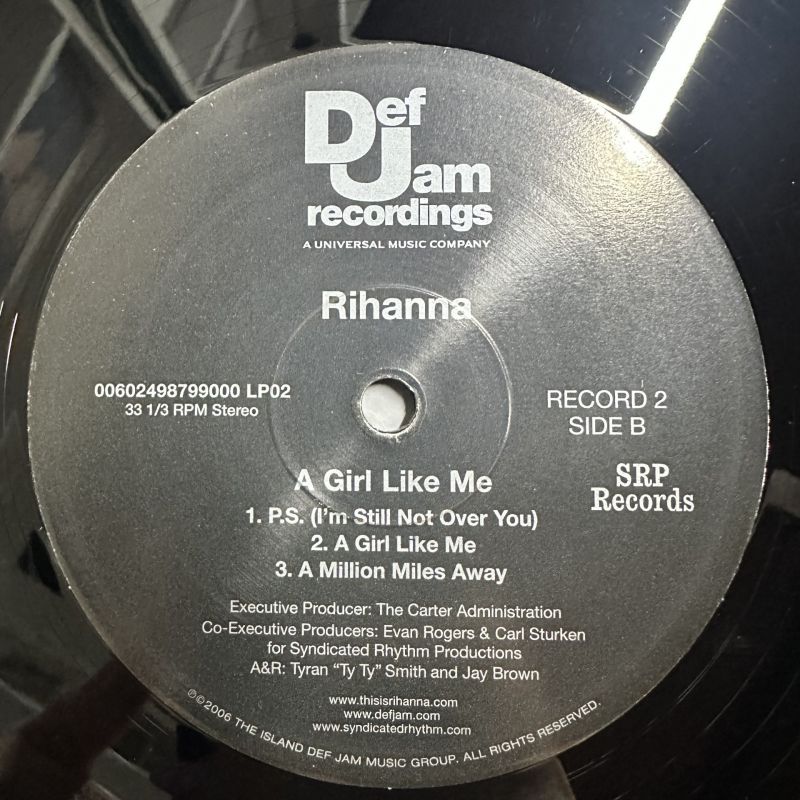 Def
Jam
recordings
A UNIVERSAL MUSIC COMPANY
Rihanna
00602498799000 LP02
33 1/3 RPM Stereo
RECORD 2
SIDE B
SRP
Records
A Girl Like Me
1. P.S. (I'm Still Not Over You)
2. A Girl Like Me
3. A Million Miles Away
Executive Producer: The Carter Administration
Co-Executive Producers: Evan Rogers & Carl Sturken
for Syndicated Rhythm Productions
A&R: Tyran "Ty Ty" Smith and Jay Brown
www.thisisrihanna.com
www.defjam.com
www.syndicatedrhythm.com
℗©2006 THE ISLAND DEF JAM MUSIC GROUP. ALL RIGHTS RESERVED.